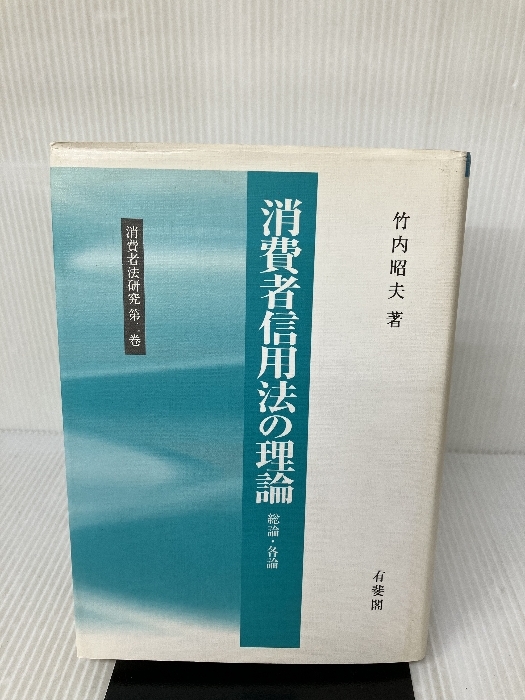 竹内昭夫 著
消費者信用法の理論
総論・各論
消費者法研究 第二巻
有斐閣